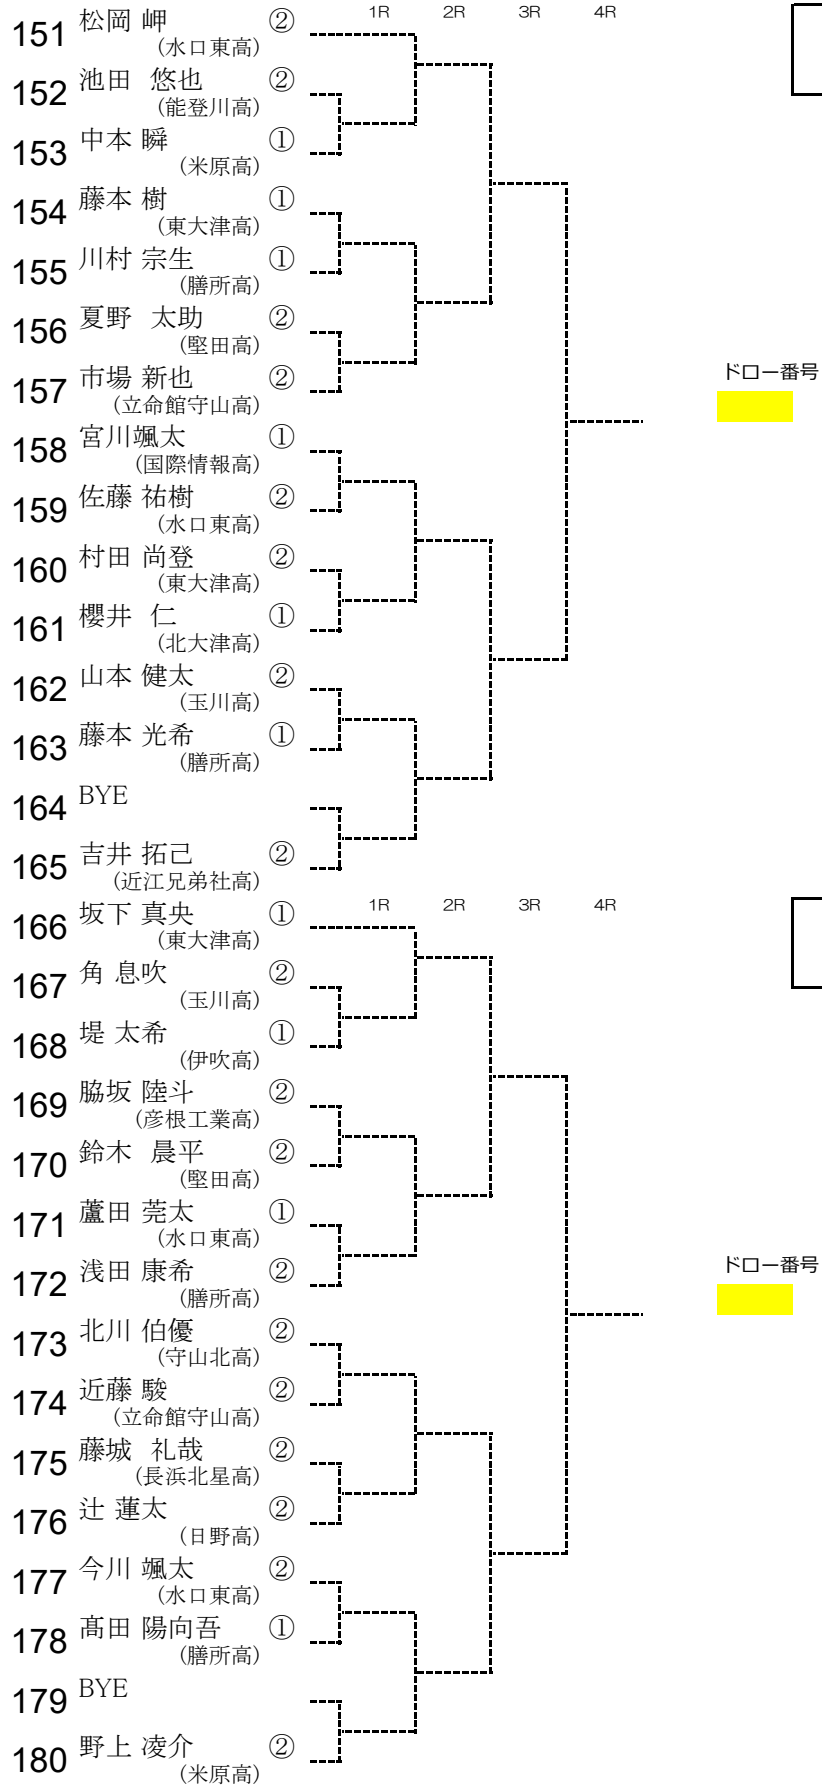 1R 2R 3R 4R
151 松岡 岬 ②
(水口東高)
152 池田 悠也 ②
(能登川高)
153 中本 瞬 ①
(米原高)
154 藤本 樹 ①
(東大津高)
155 川村 宗生 ①
(膳所高)
156 夏野 太助 ②
(堅田高)
157 市場 新也 ②
(立命館守山高)
ドロー番号
158 宮川颯太 ①
(国際情報高)
159 佐藤 祐樹 ②
(水口東高)
160 村田 尚登 ②
(東大津高)
161 櫻井 仁 ①
(北大津高)
162 山本 健太 ②
(玉川高)
163 藤本 光希 ①
(膳所高)
164 BYE
165 吉井 拓己 ②
(近江兄弟社高)
1R 2R 3R 4R
166 坂下 真央 ①
(東大津高)
167 角 息吹 ②
(玉川高)
168 堤 太希 ①
(伊吹高)
169 脇坂 陸斗 ②
(彦根工業高)
170 鈴木 晨平 ②
(堅田高)
171 蘆田 莞太 ①
(水口東高)
172 浅田 康希 ②
(膳所高)
ドロー番号
173 北川 伯優 ②
(守山北高)
174 近藤 駿 ②
(立命館守山高)
175 藤城 礼哉 ②
(長浜北星高)
176 辻 蓮太 ②
(日野高)
177 今川 颯太 ②
(水口東高)
178 髙田 陽向吾 ①
(膳所高)
179 BYE
180 野上 凌介 ②
(米原高)